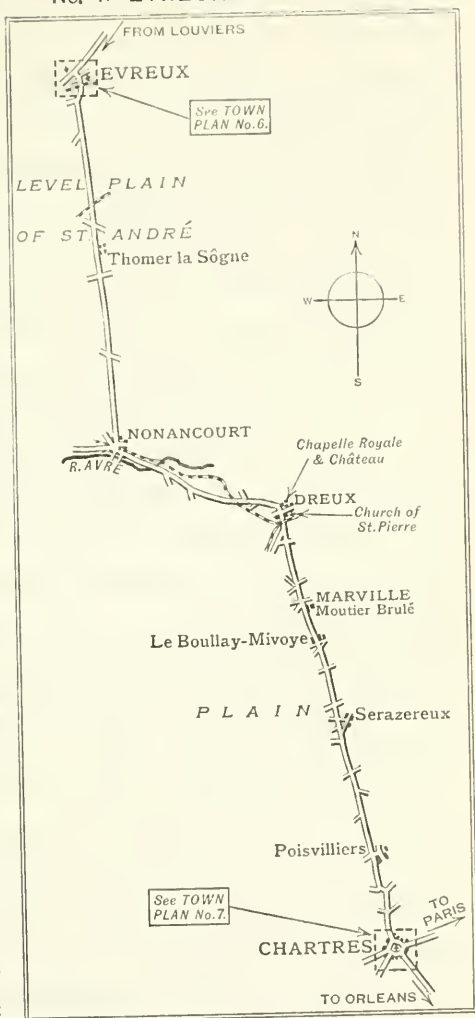 FROM LOUVIERS
EVREUX
See TOWN
PLAN No.6.
LEVEL PLAIN
OF ST. ANDRÉ
Thomer la Sôgne
N
W E
S
NONANCOURT
R. AVRE
Chapelle Royale
& Château
DREUX
Church of
St. Pierre
MARVILLE
Moutier Brulé
Le Boullay-Mivoye
PLAIN
Serazereux
Poisvilliers
See TOWN
PLAN No.7.
TO
PARIS
CHARTRES
TO ORLEANS